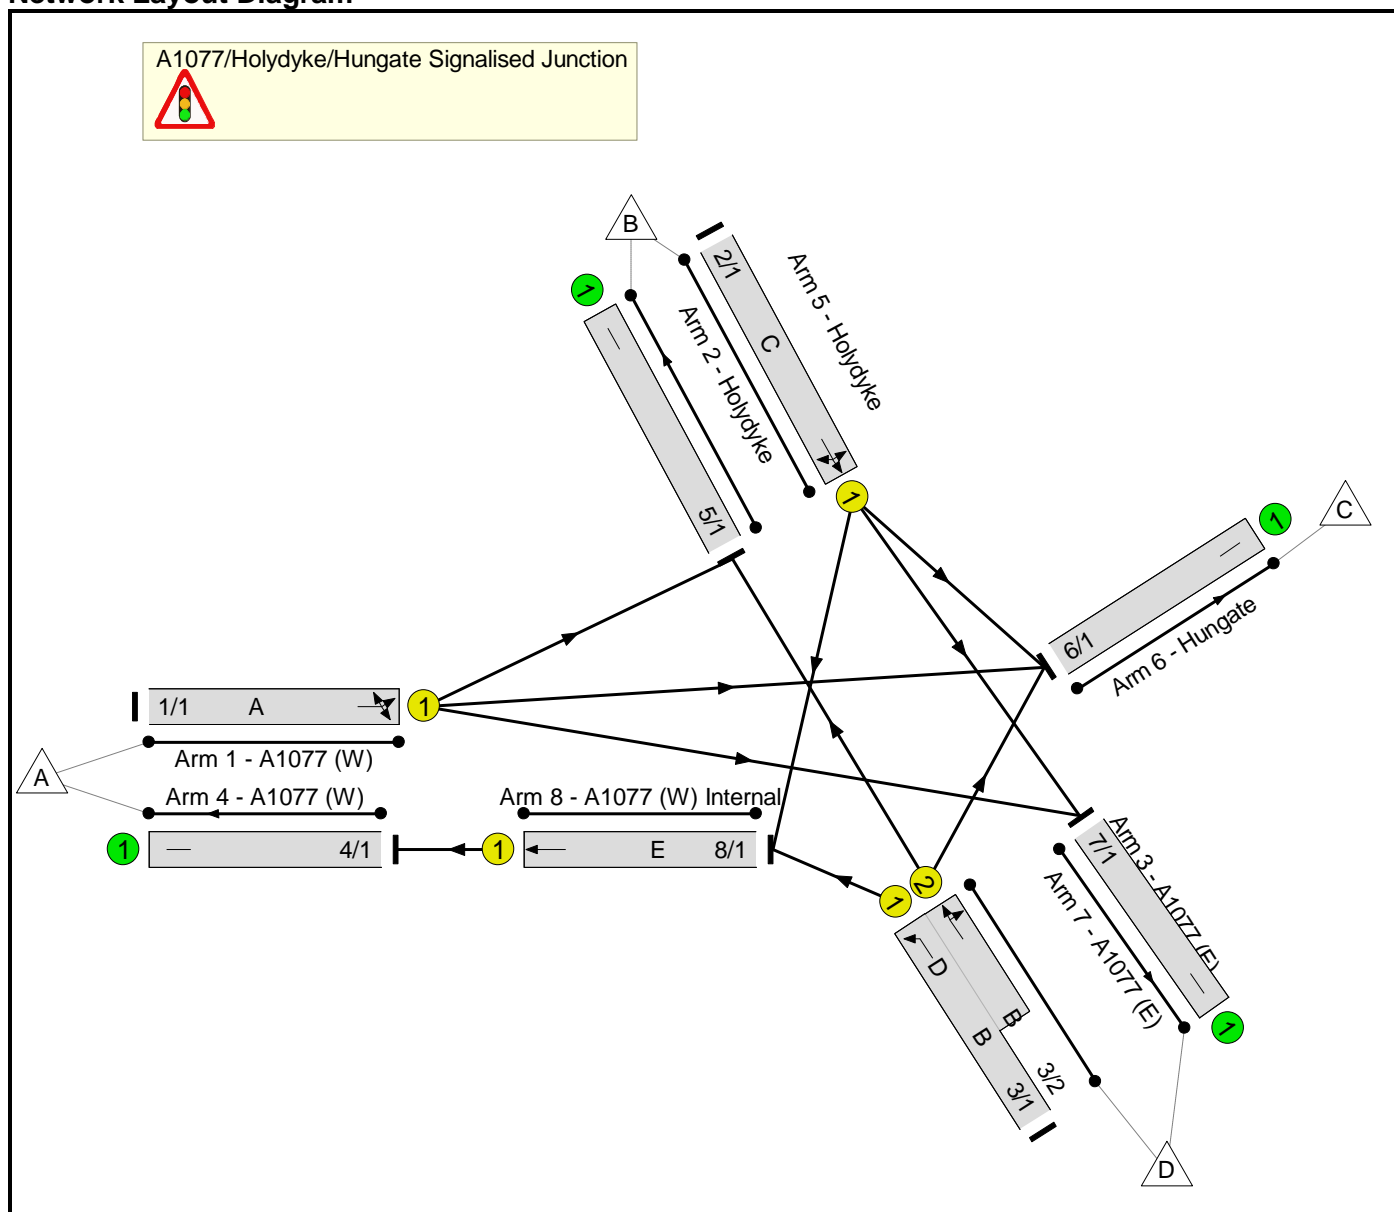 Network Layout Diagram
A1077/Holydyke/Hungate Signalised Junction
B
2/1
C
Arm 5 - Holydyke
1
Arm 2 - Holydyke
5/1
1
C
1
6/1
Arm 6 - Hungate
1/1 A
1
Arm 1 - A1077 (W)
A
Arm 4 - A1077 (W)
Arm 8 - A1077 (W) Internal
1
4/1
1
E 8/1
7/1
Arm 3 - A1077 (E)
Arm 7 - A1077 (E)
1
1
2
D
B
B
3/1
3/2
D